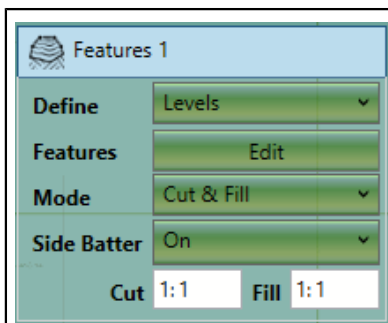 Features 1
Define Levels
Features Edit
Mode Cut & Fill
Side Batter On
Cut 1:1 Fill 1:1